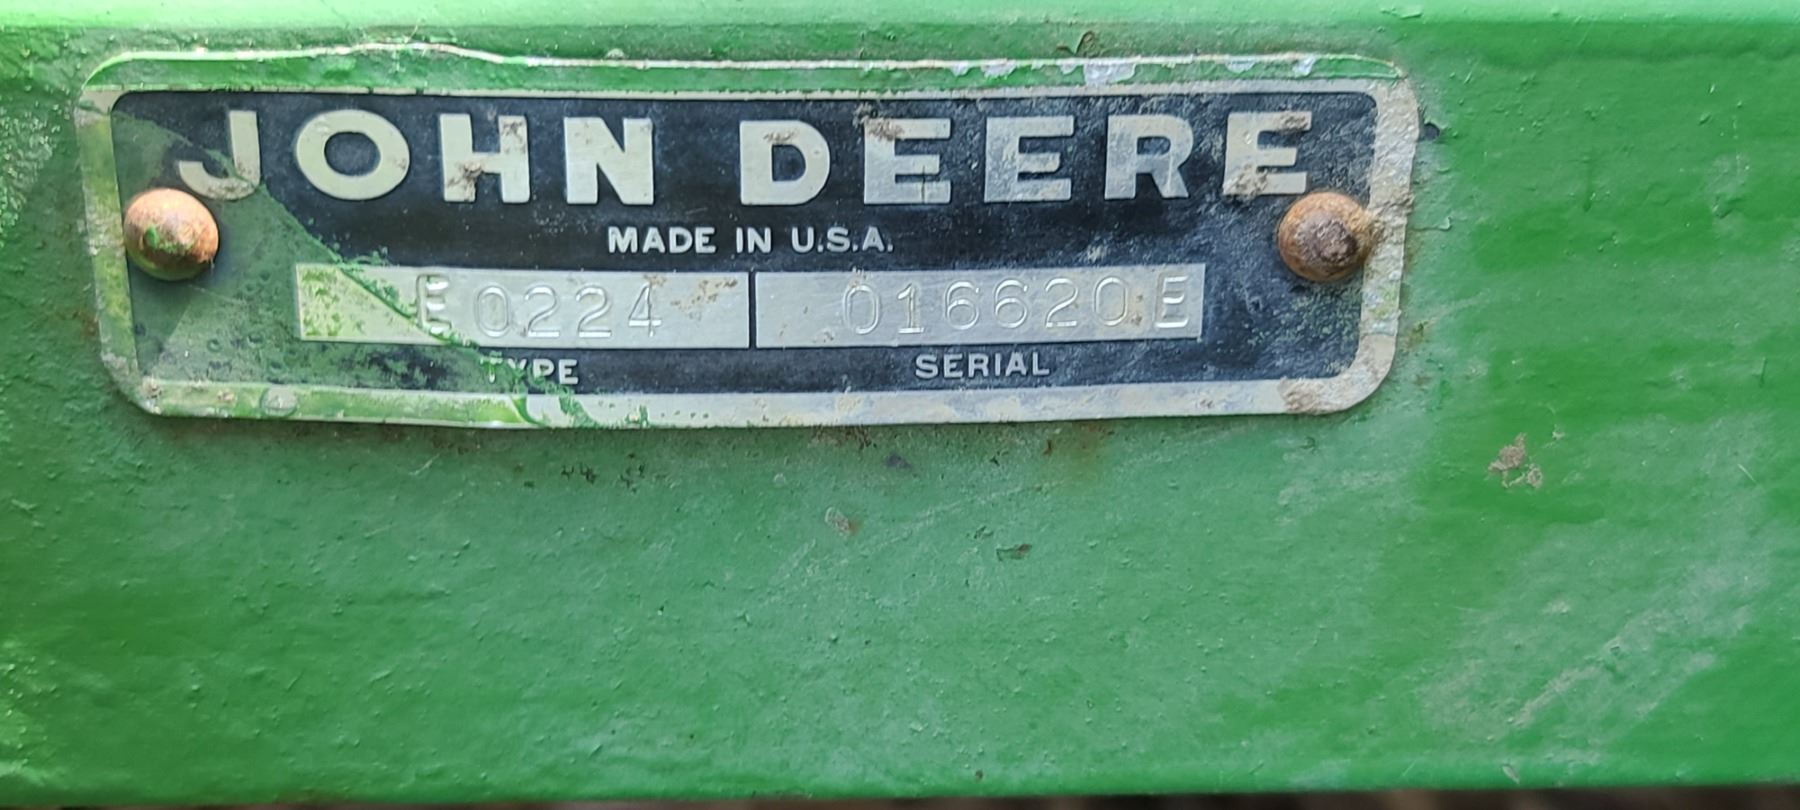 JOHN DEERE
MADE IN U.S.A.
E0224 016620E
TYPE SERIAL